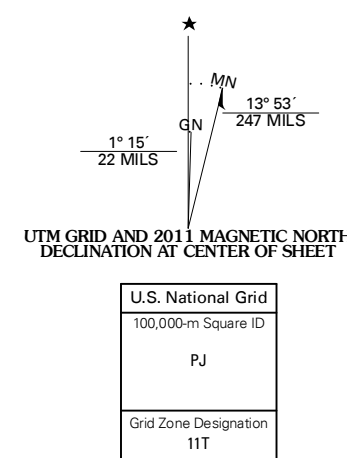 ★
MN
GN
13° 53´
247 MILS
1° 15´
22 MILS
UTM GRID AND 2011 MAGNETIC NORTH
DECLINATION AT CENTER OF SHEET
U.S. National Grid
100,000-m Square ID
PJ
Grid Zone Designation
11T